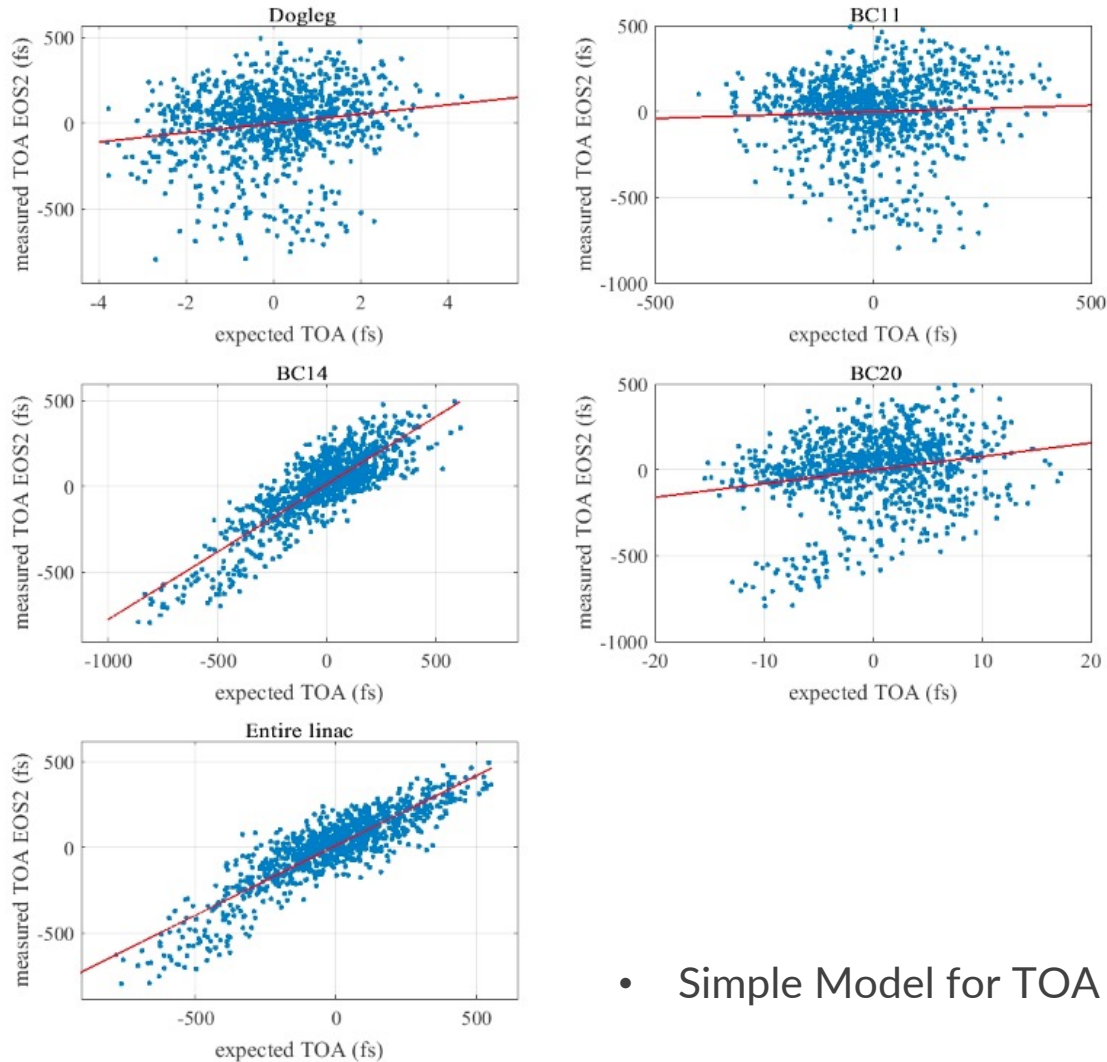 Dogleg
measured TOA EOS2 (fs)
500
0
-500
-4 -2 0 2 4
expected TOA (fs)
BC11
measured TOA EOS2 (fs)
500
0
-500
-1000
-500 0 500
expected TOA (fs)
BC14
measured TOA EOS2 (fs)
500
0
-500
-1000 -500 0 500
expected TOA (fs)
BC20
measured TOA EOS2 (fs)
500
0
-500
-1000
-20 -10 0 10 20
expected TOA (fs)
Entire linac
measured TOA EOS2 (fs)
500
0
-500
-500 0 500
expected TOA (fs)
• Simple Model for TOA